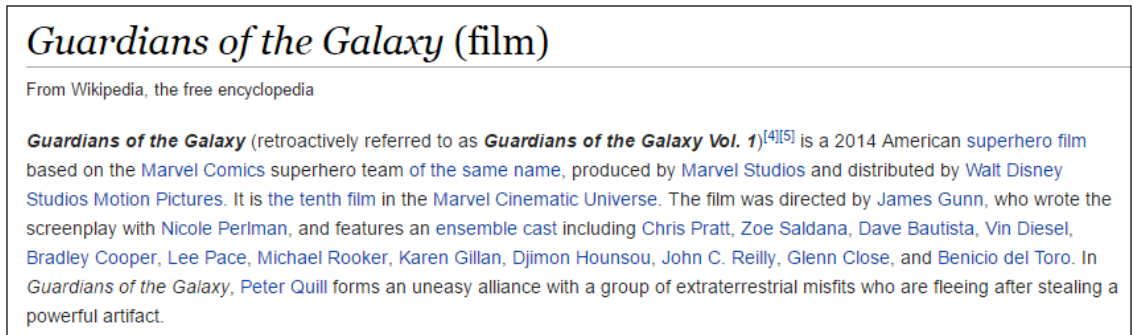 Guardians of the Galaxy (film)
From Wikipedia, the free encyclopedia
Guardians of the Galaxy (retroactively referred to as Guardians of the Galaxy Vol. 1)[4][5] is a 2014 American superhero film
based on the Marvel Comics superhero team of the same name, produced by Marvel Studios and distributed by Walt Disney
Studios Motion Pictures. It is the tenth film in the Marvel Cinematic Universe. The film was directed by James Gunn, who wrote the
screenplay with Nicole Perlman, and features an ensemble cast including Chris Pratt, Zoe Saldana, Dave Bautista, Vin Diesel,
Bradley Cooper, Lee Pace, Michael Rooker, Karen Gillan, Djimon Hounsou, John C. Reilly, Glenn Close, and Benicio del Toro. In
Guardians of the Galaxy, Peter Quill forms an uneasy alliance with a group of extraterrestrial misfits who are fleeing after stealing a
powerful artifact.